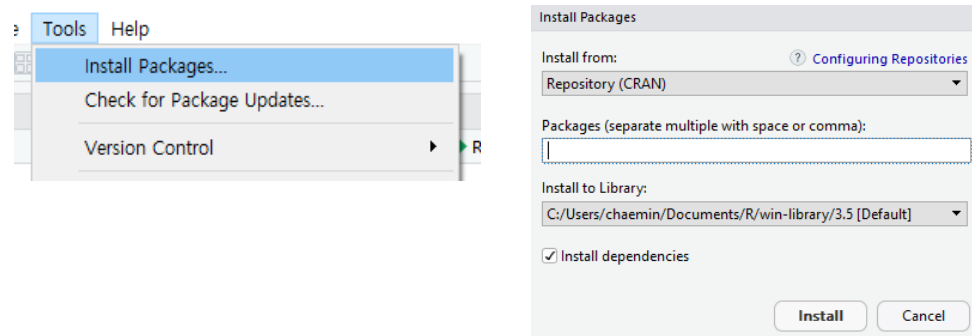 Tools Help
Install Packages...
Check for Package Updates...
Version Control
R
Install Packages
Install from:
? Configuring Repositories
Repository (CRAN)
Packages (separate multiple with space or comma):
Install to Library:
C:/Users/chaemin/Documents/R/win-library/3.5 [Default]
Install dependencies
Install Cancel